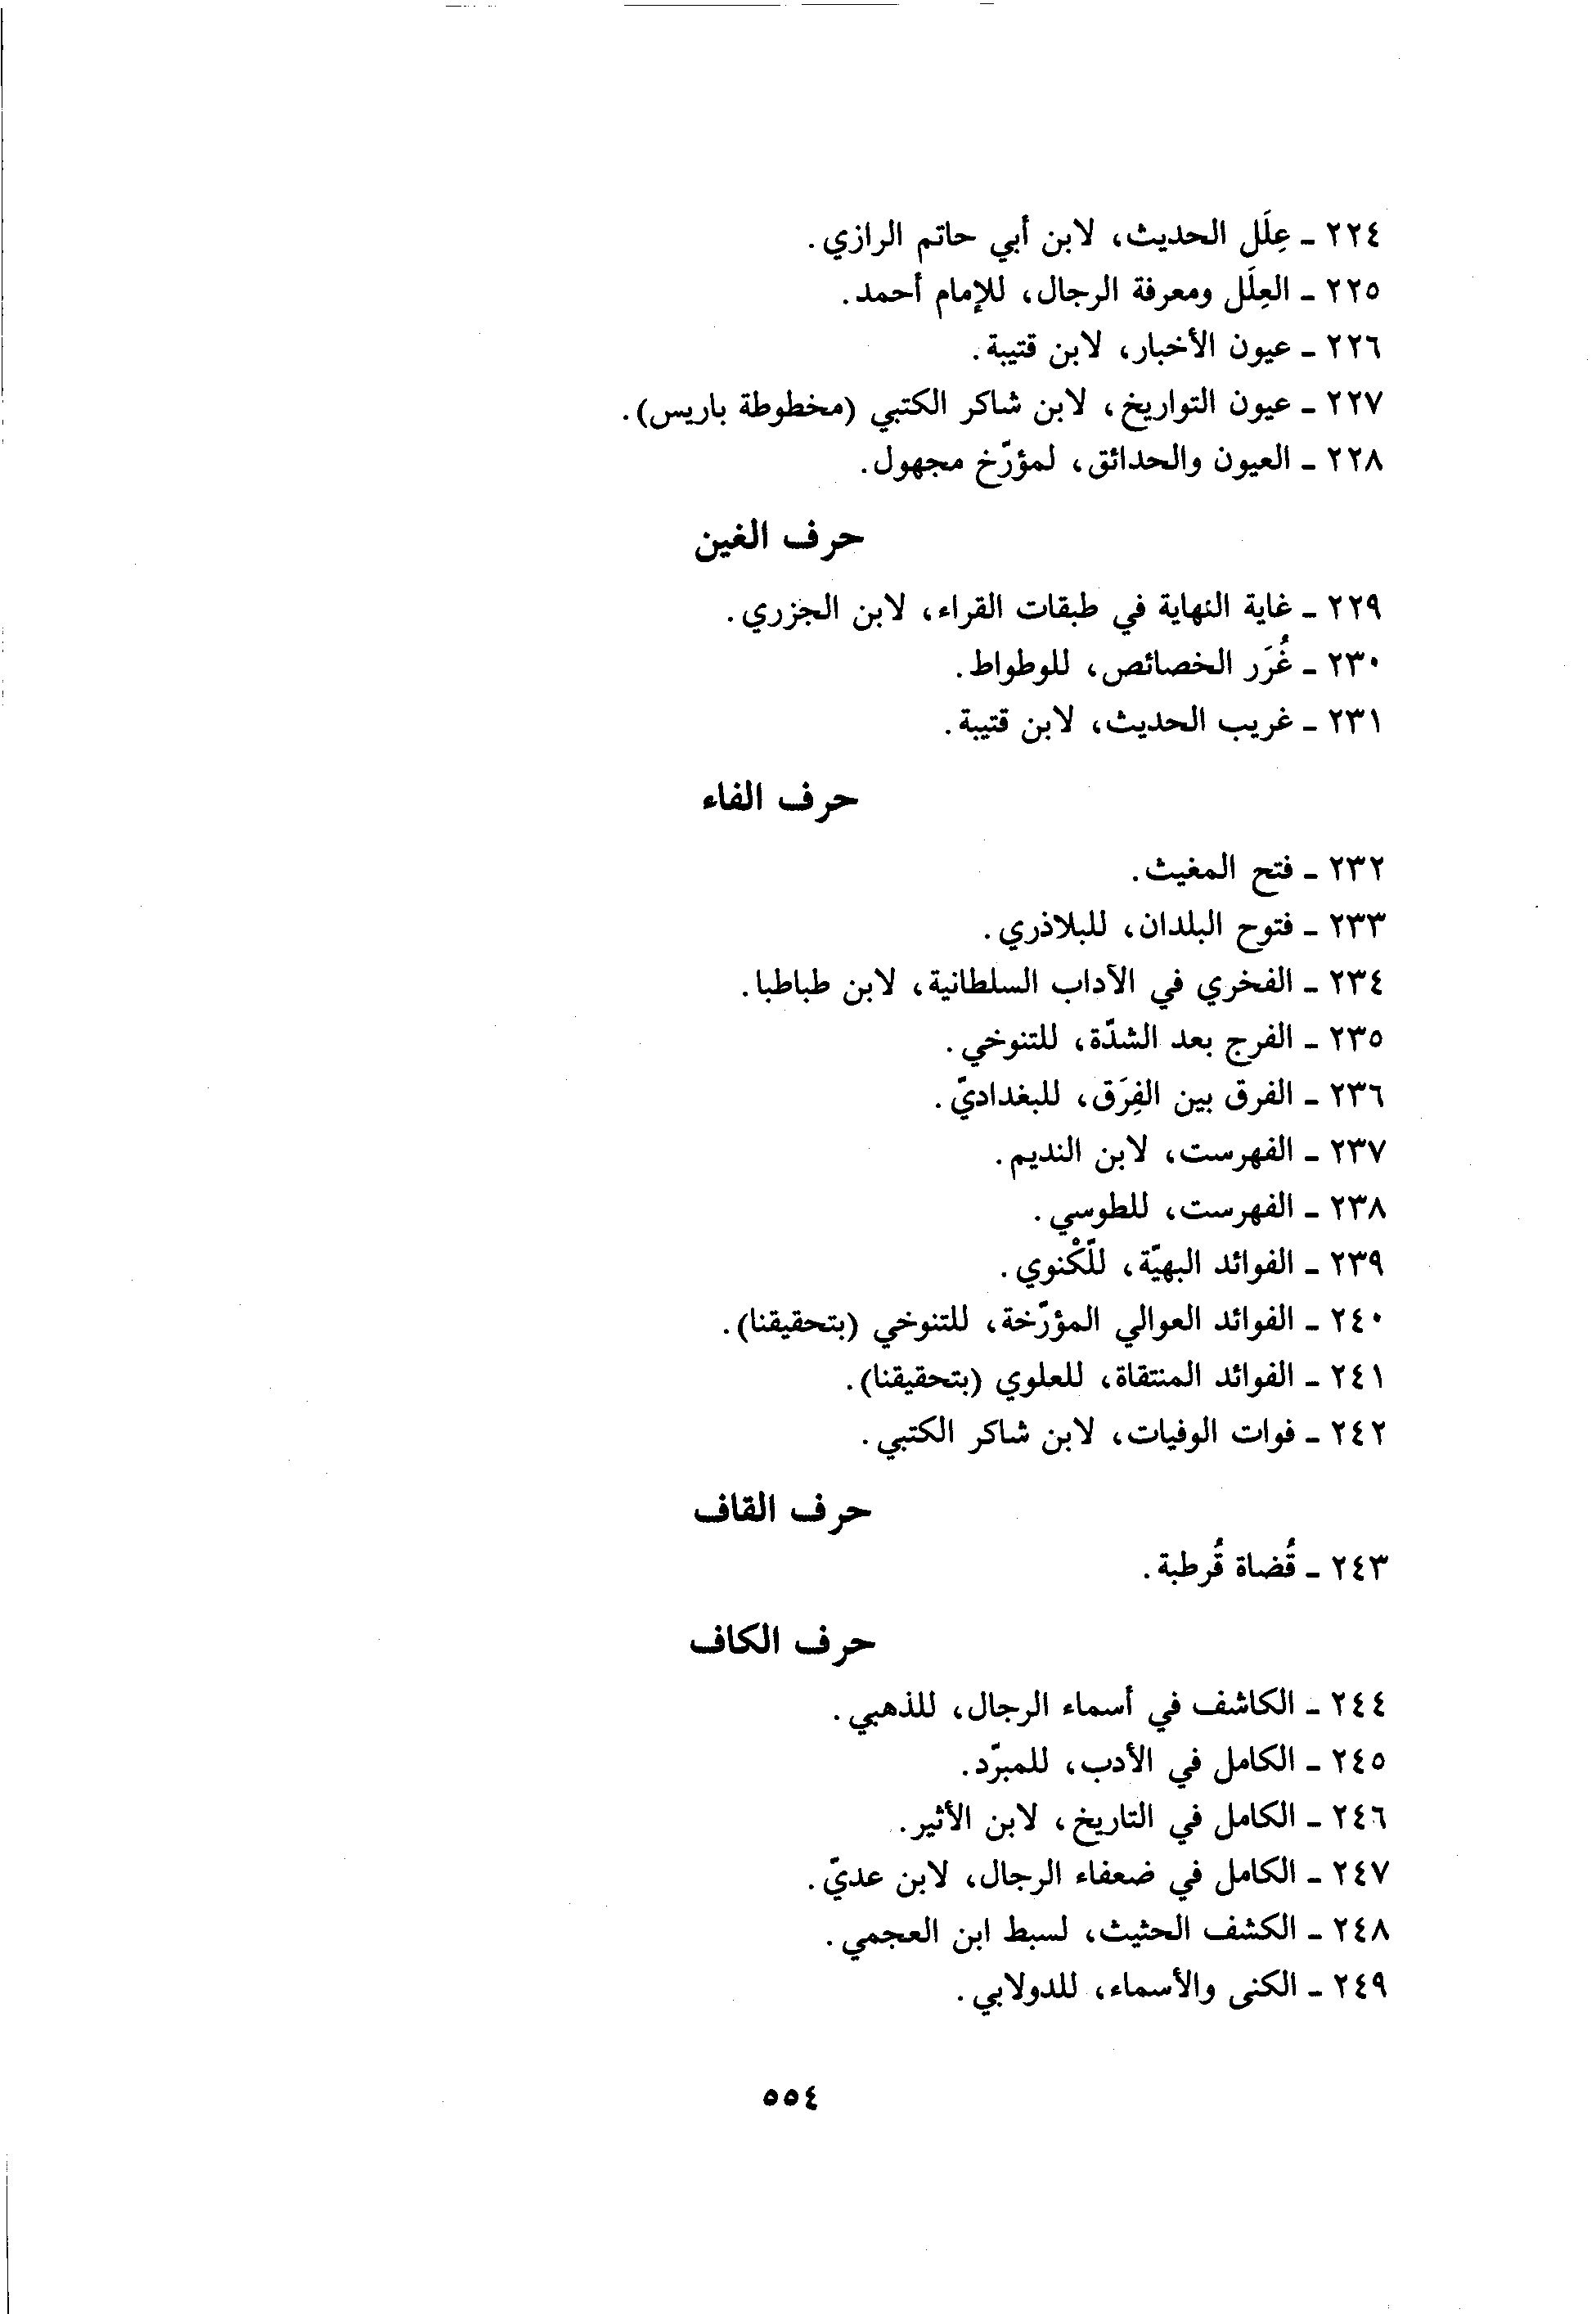 ٢٢٤ - عِلَل الحديث، لابن أبي حاتم الرازي.
٢٢٥ - العِلَل ومعرفة الرجال، للإمام أحمد.
٢٢٦ - عيون الأخبار، لابن قتيبة.
٢٢٧ - عيون التواريخ، لابن شاكر الكتبي (مخطوطة باريس).
٢٢٨ - العيون والحدائق، لمؤرّخ مجهول.
حرف الغين
٢٢٩ - غاية النهاية في طبقات القراء، لابن الجزري.
٢٣٠ - غُرَر الخصائص، للوطواط.
٢٣١ - غريب الحديث، لابن قتيبة.
حرف الفاء
٢٣٢ - فتح المغيث.
٢٣٣ - فتوح البلدان، للبلاذري.
٢٣٤ - الفخري في الآداب السلطانية، لابن طباطبا.
٢٣٥ - الفرج بعد الشدّة، للتنوخي.
٢٣٦ - الفرق بين الفِرَق، للبغداديّ.
٢٣٧ - الفهرست، لابن النديم.
٢٣٨ - الفهرست، للطوسي.
٢٣٩ - الفوائد البهيّة، للّكْنوي.
٢٤٠ - الفوائد العوالي المؤرّخة، للتنوخي (بتحقيقنا).
٢٤١ - الفوائد المنتقاة، للعلوي (بتحقيقنا).
٢٤٢ - فوات الوفيات، لابن شاكر الكتبي.
حرف القاف
٢٤٣ - قُضاة قُرطبة.
حرف الكاف
٢٤٤ - الكاشف في أسماء الرجال، للذهبي.
٢٤٥ - الكامل في الأدب، للمبرّد.
٢٤٦ - الكامل في التاريخ، لابن الأثير.
٢٤٧ - الكامل في ضعفاء الرجال، لابن عديّ.
٢٤٨ - الكشف الحثيث، لسبط ابن العجمي.
٢٤٩ - الكنى والأسماء، للدولابي.
٥٥٤